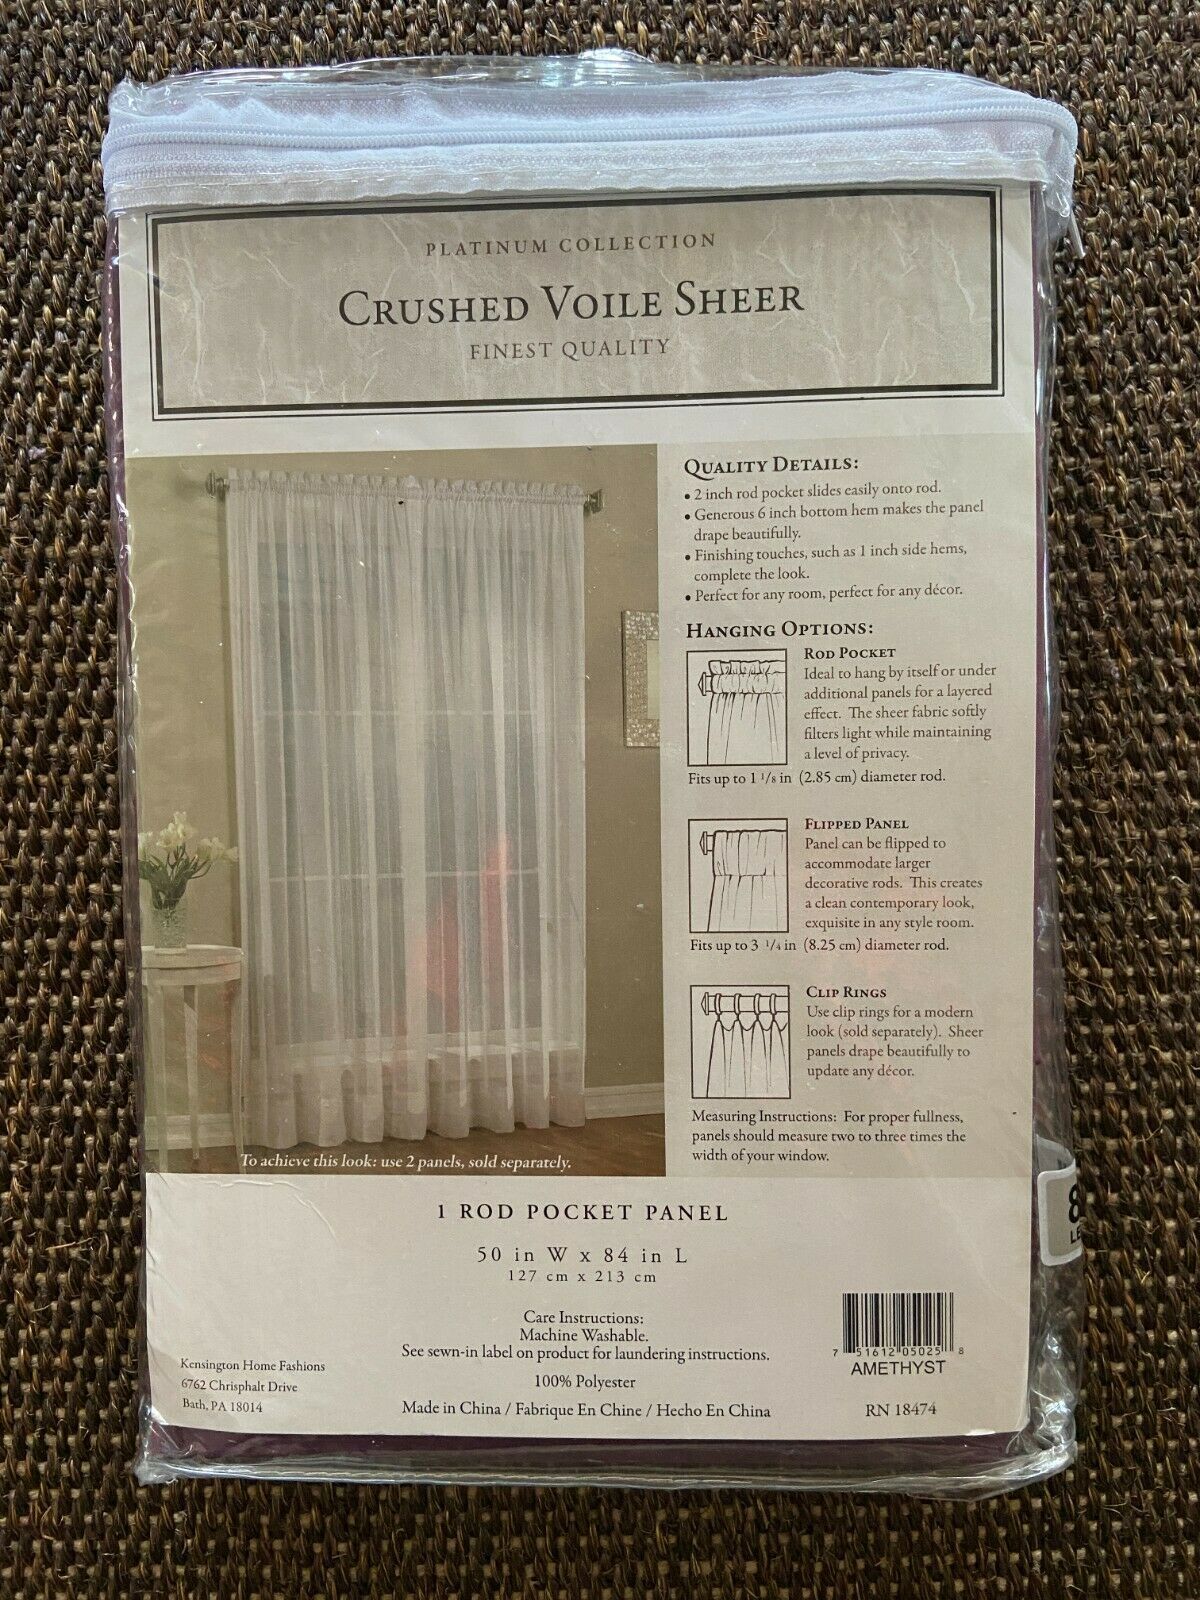 PLATINUM COLLECTION
CRUSHED VOILE SHEER
FINEST QUALITY
QUALITY DETAILS:
• 2 inch rod pocket slides easily onto rod.
• Generous 6 inch bottom hem makes the panel
drape beautifully.
• Finishing touches, such as 1 inch side hems,
complete the look.
• Perfect for any room, perfect for any décor.
HANGING OPTIONS:
ROD POCKET
Ideal to hang by itself or under
additional panels for a layered
effect. The sheer fabric softly
filters light while maintaining
a level of privacy.
Fits up to 1 1/8 in (2.85 cm) diameter rod.
FLIPPED PANEL
Panel can be flipped to
accommodate larger
decorative rods. This creates
a clean contemporary look,
exquisite in any style room.
Fits up to 3 1/4 in (8.25 cm) diameter rod.
CLIP RINGS
Use clip rings for a modern
look (sold separately). Sheer
panels drape beautifully to
update any décor.
Measuring Instructions: For proper fullness,
panels should measure two to three times the
width of your window.
To achieve this look: use 2 panels, sold separately.
1 ROD POCKET PANEL
50 in W x 84 in L
127 cm x 213 cm
Care Instructions:
Machine Washable.
See sewn-in label on product for laundering instructions.
100% Polyester
Made in China / Fabrique En Chine / Hecho En China
Kensington Home Fashions
6762 Chrisphalt Drive
Bath, PA 18014
7 51612 05025 8
AMETHYST
RN 18474